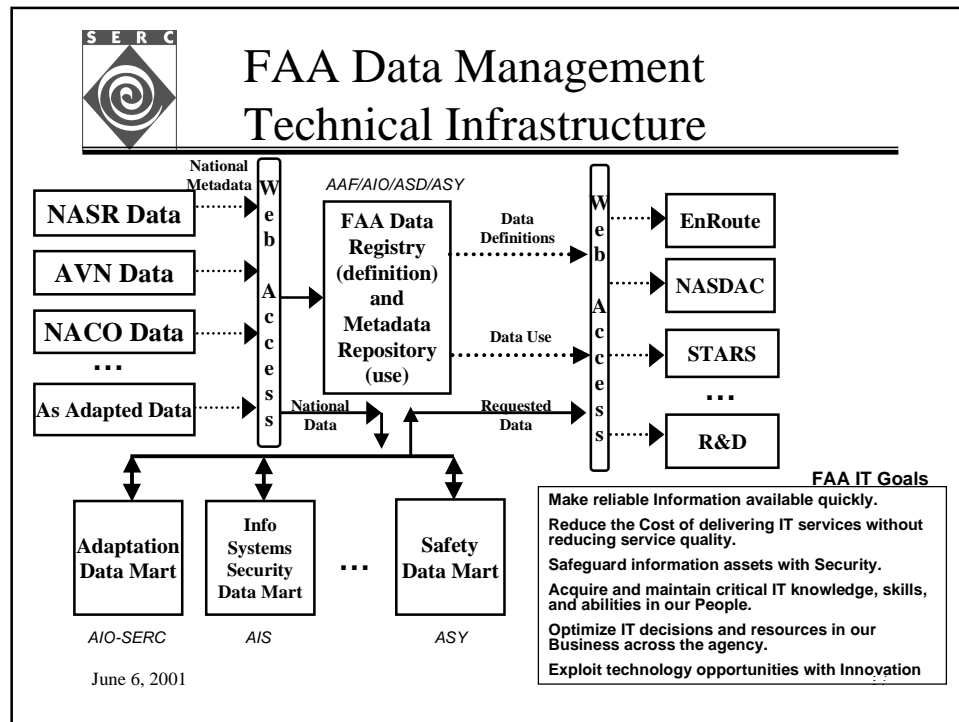 S E R C
FAA Data Management
Technical Infrastructure
National
Metadata
NASR Data
AVN Data
NACO Data
...
As Adapted Data
Web Access
AAF/AIO/ASD/ASY
FAA Data
Registry
(definition)
and
Metadata
Repository
(use)
Data
Definitions
Data Use
National
Data
Requested
Data
Web Access
EnRoute
NASDAC
STARS
...
R&D
Adaptation
Data Mart
AIO-SERC
Info
Systems
Security
Data Mart
AIS
...
Safety
Data Mart
ASY
FAA IT Goals
Make reliable Information available quickly.
Reduce the Cost of delivering IT services without
reducing service quality.
Safeguard information assets with Security.
Acquire and maintain critical IT knowledge, skills,
and abilities in our People.
Optimize IT decisions and resources in our
Business across the agency.
Exploit technology opportunities with Innovation
June 6, 2001